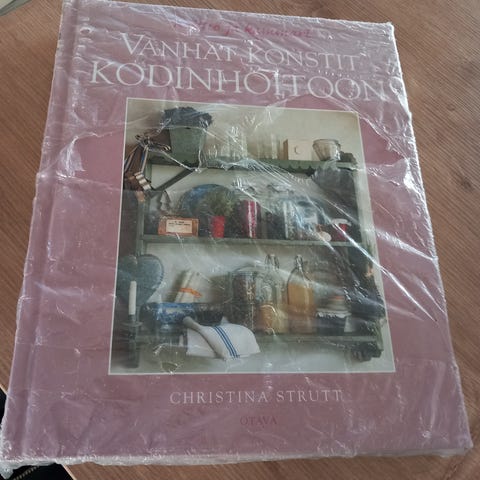 VANHAT KONSTIT
KODINHOITOON
CHRISTINA STRUTT
OTAVA